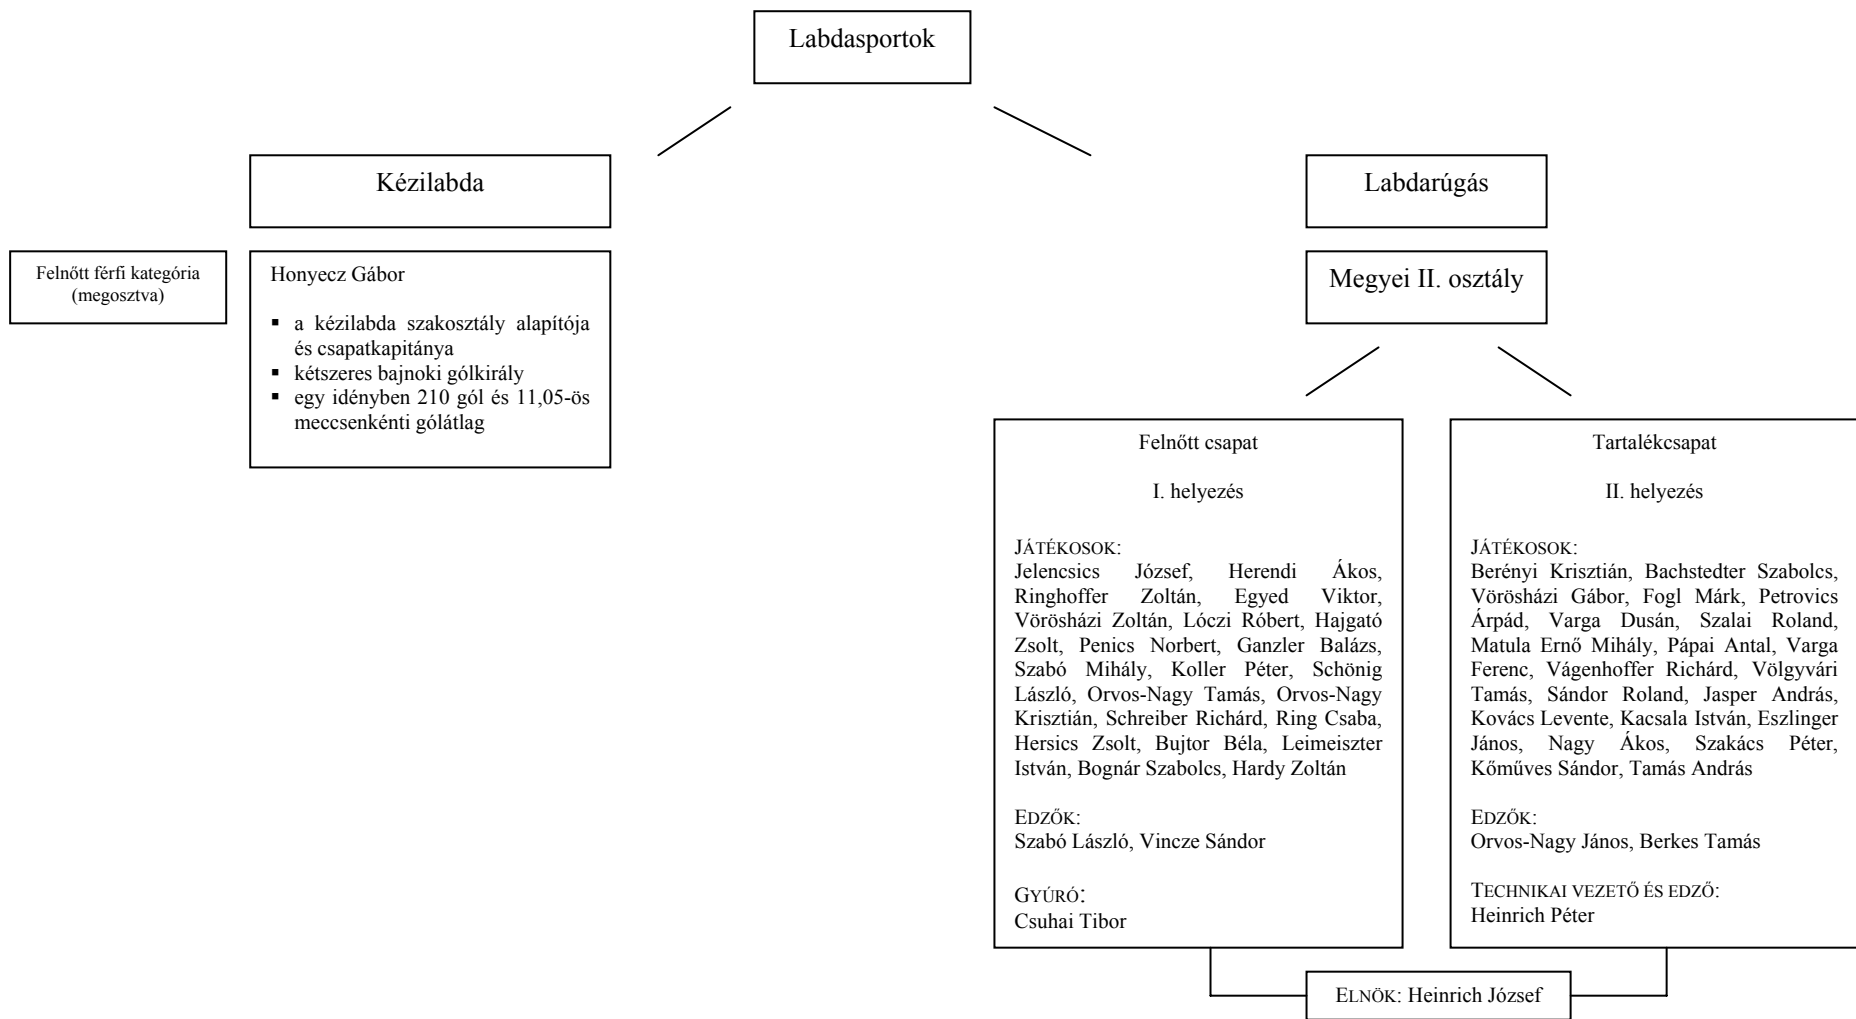 Labdasportok
Kézilabda
Felnőtt férfi kategória
(megosztva)
Honyecz Gábor
▪ a kézilabda szakosztály alapítója
és csapatkapitánya
▪ kétszeres bajnoki gólkirály
▪ egy idényben 210 gól és 11,05-ös
meccsenkénti gólátlag
Labdarúgás
Megyei II. osztály
Felnőtt csapat
I. helyezés
JÁTÉKOSOK:
Jelencsics József, Herendi Ákos,
Ringhoffer Zoltán, Egyed Viktor,
Vörösházi Zoltán, Lóczi Róbert, Hajgató
Zsolt, Penics Norbert, Ganzler Balázs,
Szabó Mihály, Koller Péter, Schönig
László, Orvos-Nagy Tamás, Orvos-Nagy
Krisztián, Schreiber Richárd, Ring Csaba,
Hersics Zsolt, Bujtor Béla, Leimeiszter
István, Bognár Szabolcs, Hardy Zoltán
EDZŐK:
Szabó László, Vincze Sándor
GYÚRÓ:
Csuhai Tibor
Tartalékcsapat
II. helyezés
JÁTÉKOSOK:
Berényi Krisztián, Bachstedter Szabolcs,
Vörösházi Gábor, Fogl Márk, Petrovics
Árpád, Varga Dusán, Szalai Roland,
Matula Ernő Mihály, Pápai Antal, Varga
Ferenc, Vágenhoffer Richárd, Völgyvári
Tamás, Sándor Roland, Jasper András,
Kovács Levente, Kacsala István, Eszlinger
János, Nagy Ákos, Szakács Péter,
Kőműves Sándor, Tamás András
EDZŐK:
Orvos-Nagy János, Berkes Tamás
TECHNIKAI VEZETŐ ÉS EDZŐ:
Heinrich Péter
ELNÖK: Heinrich József